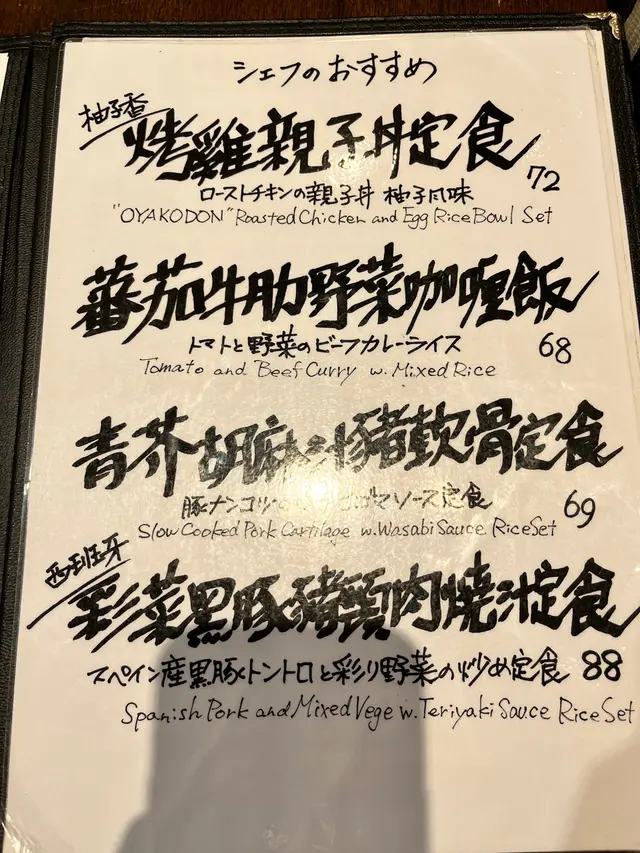 シェフのおすすめ
柚子香
烤雞親子丼定食
72
ローストチキンの親子丼 柚子風味
"OYAKODON" Roasted Chicken and Egg Rice Bowl Set
蕃茄牛肋野菜咖喱飯
トマトと野菜のビーフカレーライス
68
Tomato and Beef Curry w. Mixed Rice
青芥胡麻汁豬軟骨定食
豚ナンコツ ゴマソース定食
69
Slow Cooked Pork Cartilage w. Wasabi Sauce Rice Set
西班牙
彩菜黒豚豬頸肉燒汁定食
スペイン産黒豚トントロと彩り野菜の炒め定食
88
Spanish Pork and Mixed Vege w. Teriyaki Sauce Rice Set